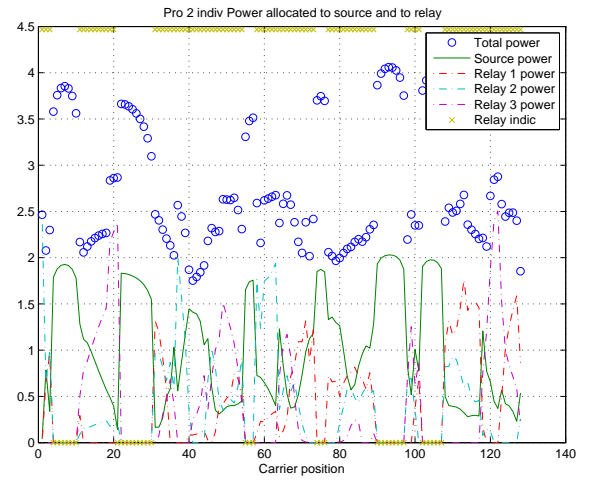 Pro 2 indiv Power allocated to source and to relay
4.5
4
3.5
3
2.5
2
1.5
1
0.5
0
Total power
Source power
Relay 1 power
Relay 2 power
Relay 3 power
Relay indic
0
20
40
60
80
100
120
140
Carrier position